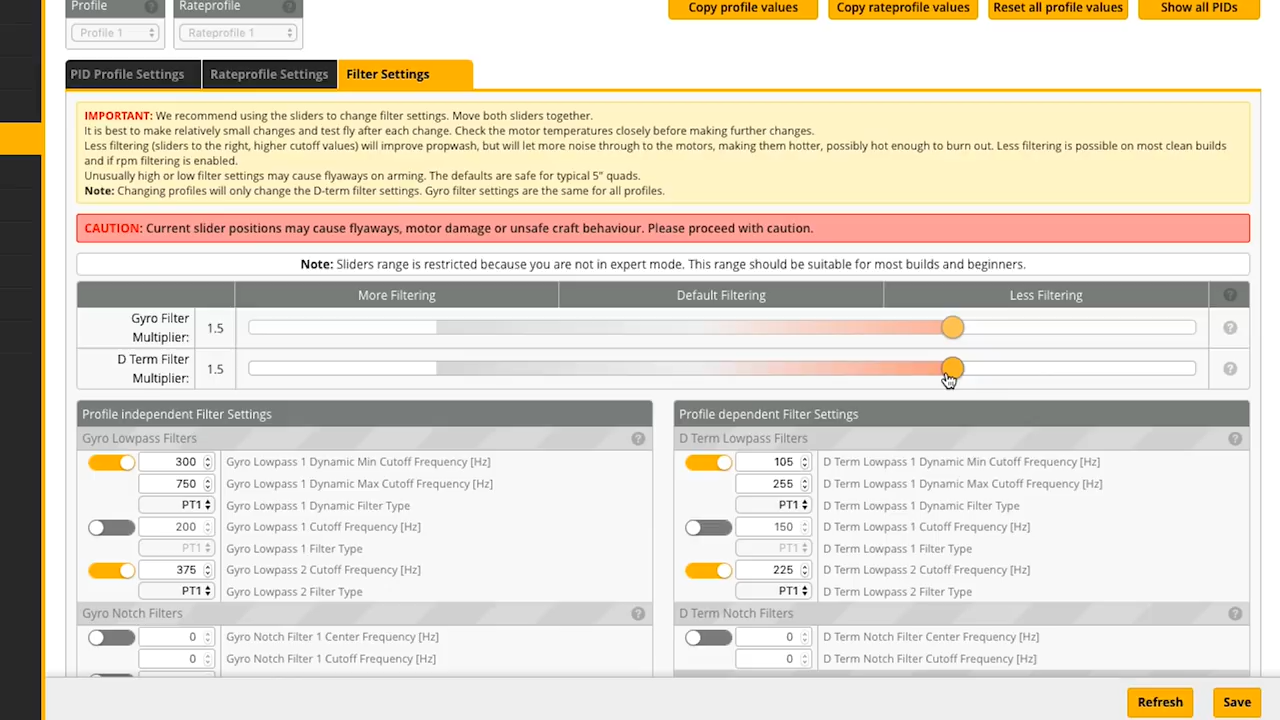 Profile
Rateprofile
Copy profile values
Copy rateprofile values
Reset all profile values
Show all PIDs
Profile 1
Rateprofile 1
PID Profile Settings
Rateprofile Settings
Filter Settings
IMPORTANT: We recommend using the sliders to change filter settings. Move both sliders together.
It is best to make relatively small changes and test fly after each change. Check the motor temperatures closely before making further changes.
Less filtering (sliders to the right, higher cutoff values) will improve propwash, but will let more noise through to the motors, making them hotter, possibly hot enough to burn out. Less filtering is possible on most clean builds
and if rpm filtering is enabled.
Unusually high or low filter settings may cause flyaways on arming. The defaults are safe for typical 5" quads.
Note: Changing profiles will only change the D-term filter settings. Gyro filter settings are the same for all profiles.
CAUTION: Current slider positions may cause flyaways, motor damage or unsafe craft behaviour. Please proceed with caution.
Note: Sliders range is restricted because you are not in expert mode. This range should be suitable for most builds and beginners.
More Filtering
Default Filtering
Less Filtering
Gyro Filter
Multiplier:
1.5
D Term Filter
Multiplier:
1.5
Profile independent Filter Settings
Gyro Lowpass Filters
300 Gyro Lowpass 1 Dynamic Min Cutoff Frequency [Hz]
750 Gyro Lowpass 1 Dynamic Max Cutoff Frequency [Hz]
PT1 Gyro Lowpass 1 Dynamic Filter Type
200 Gyro Lowpass 1 Cutoff Frequency [Hz]
PT1 Gyro Lowpass 1 Filter Type
375 Gyro Lowpass 2 Cutoff Frequency [Hz]
PT1 Gyro Lowpass 2 Filter Type
Gyro Notch Filters
0 Gyro Notch Filter 1 Center Frequency [Hz]
0 Gyro Notch Filter 1 Cutoff Frequency [Hz]
Profile dependent Filter Settings
D Term Lowpass Filters
105 D Term Lowpass 1 Dynamic Min Cutoff Frequency [Hz]
255 D Term Lowpass 1 Dynamic Max Cutoff Frequency [Hz]
PT1 D Term Lowpass 1 Dynamic Filter Type
150 D Term Lowpass 1 Cutoff Frequency [Hz]
PT1 D Term Lowpass 1 Filter Type
225 D Term Lowpass 2 Cutoff Frequency [Hz]
PT1 D Term Lowpass 2 Filter Type
D Term Notch Filters
0 D Term Notch Filter Center Frequency [Hz]
0 D Term Notch Filter Cutoff Frequency [Hz]
Refresh
Save